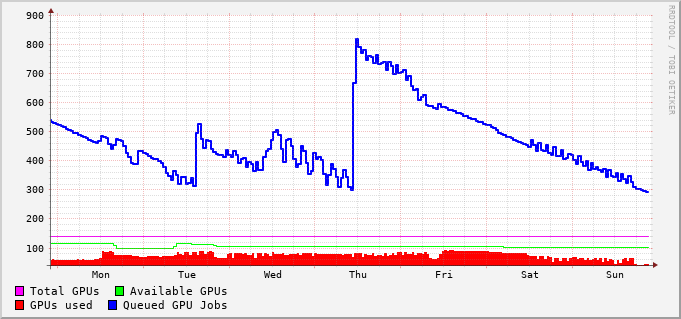 900
800
700
600
500
400
300
200
100
Mon Tue Wed Thu Fri Sat Sun
Total GPUs Available GPUs
GPUs used Queued GPU Jobs
RRDTOOL / TOBI OETIKER